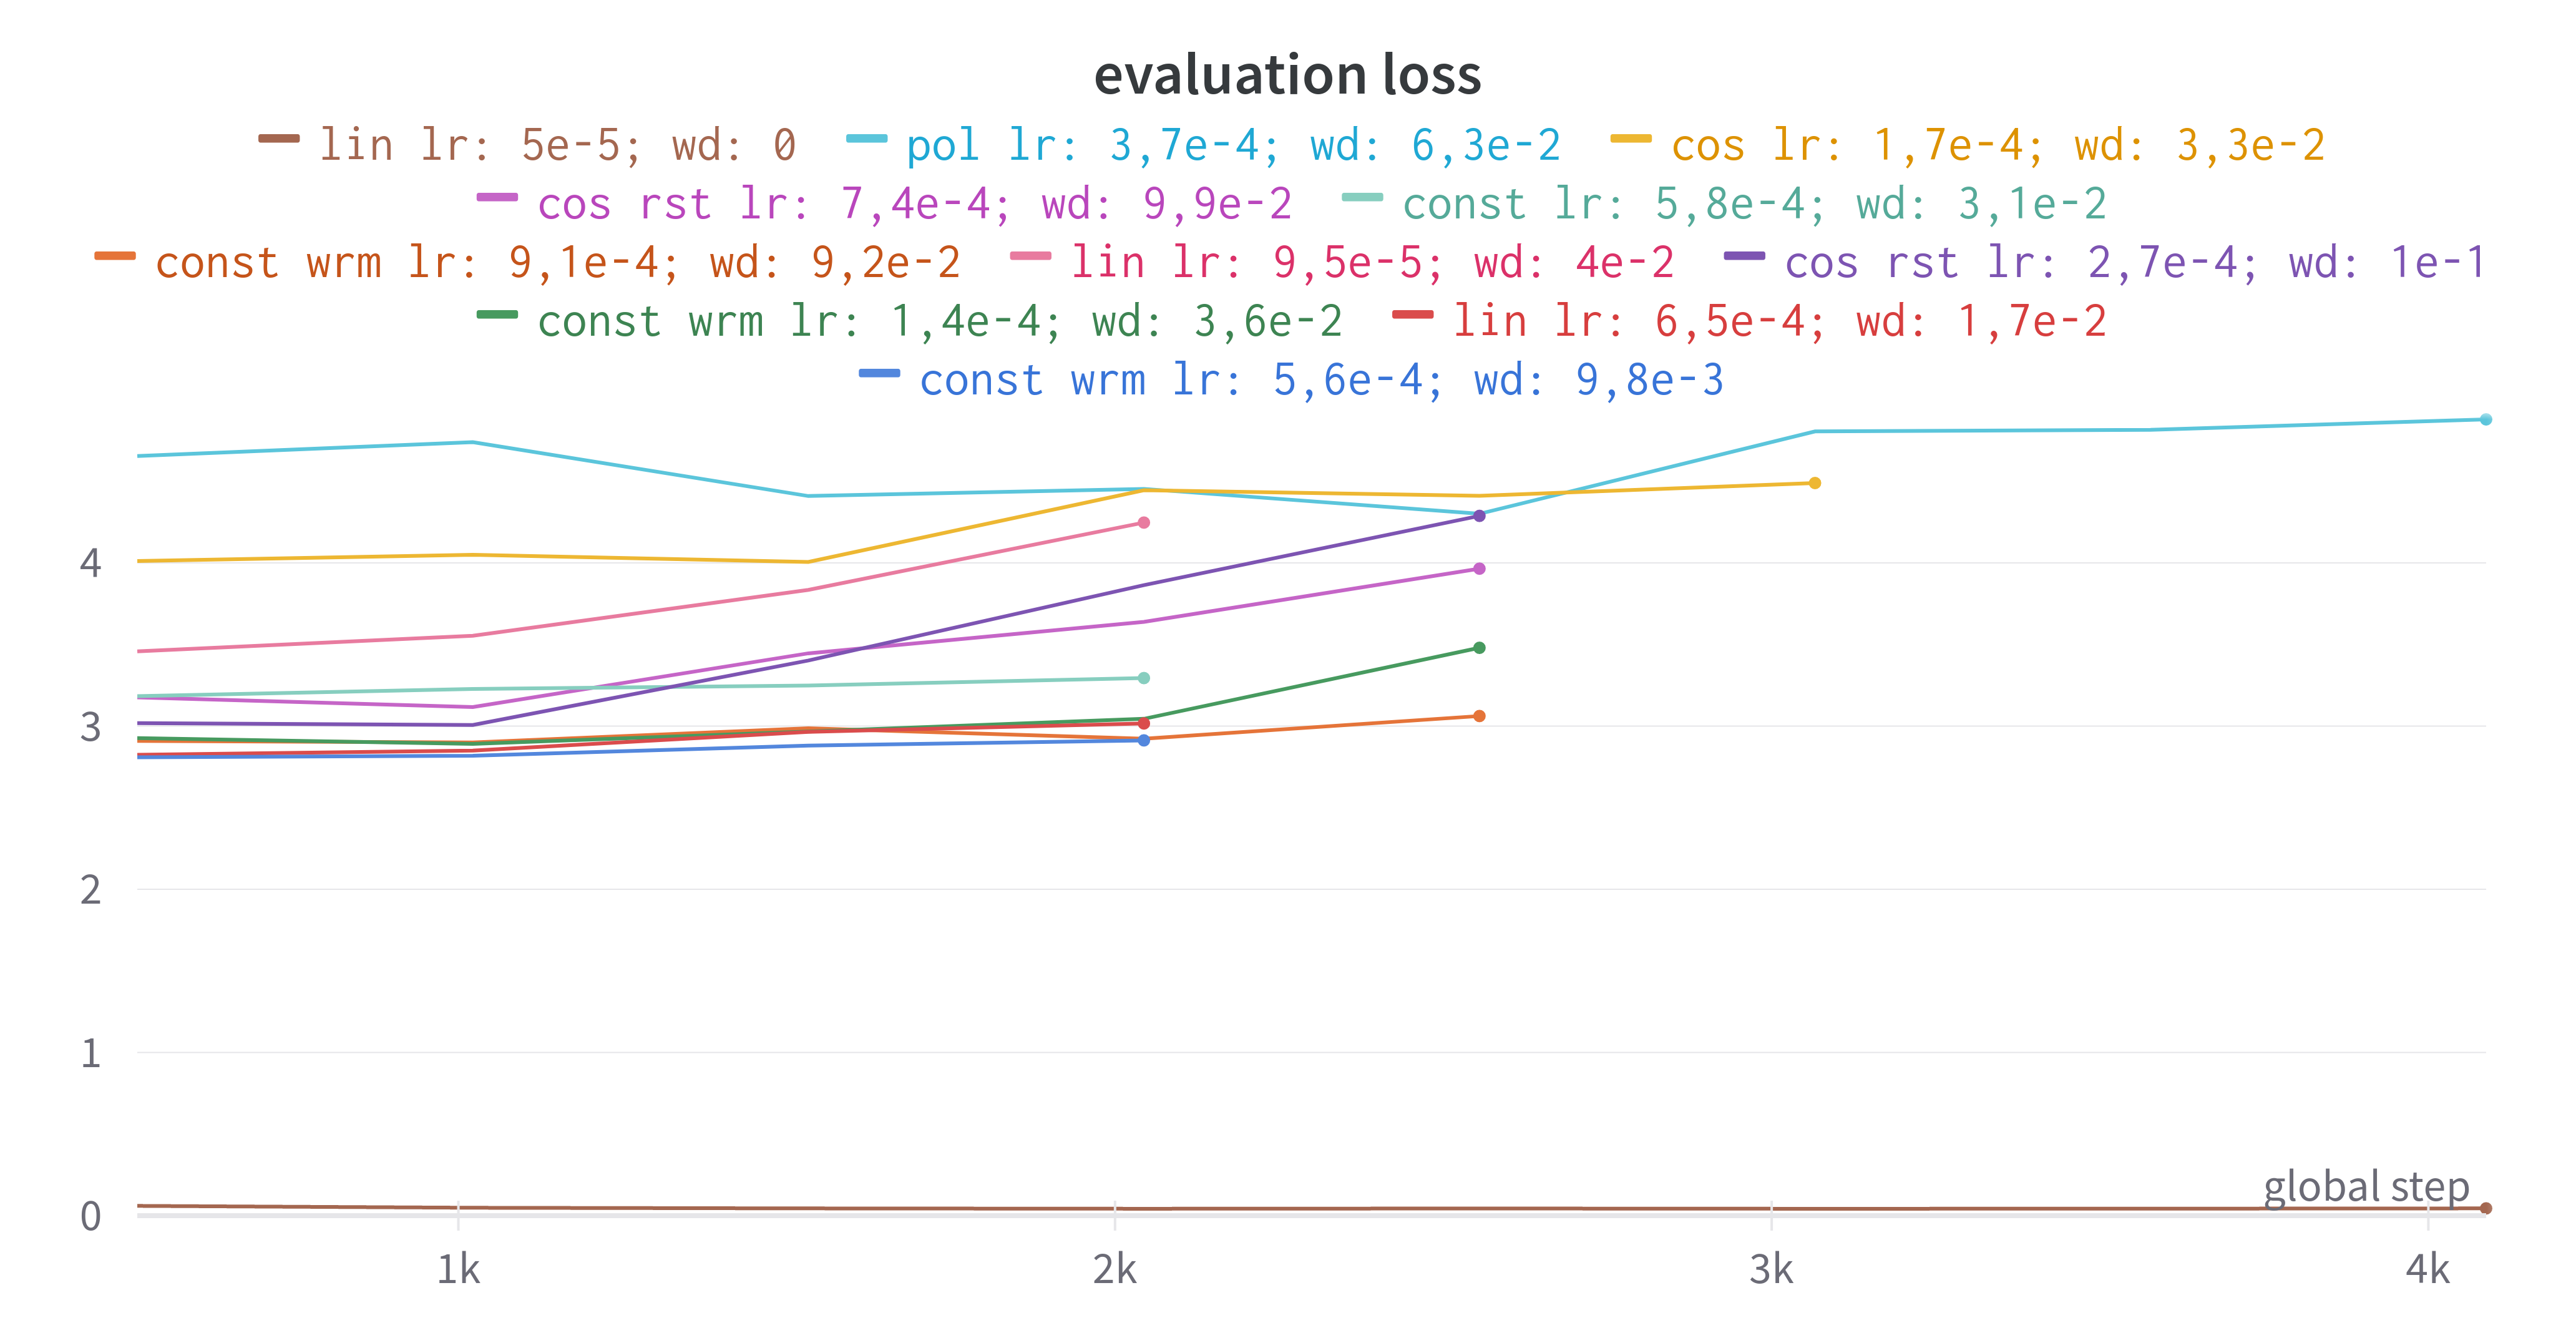 evaluation loss
lin lr: 5e-5; wd: 0 pol lr: 3,7e-4; wd: 6,3e-2 cos lr: 1,7e-4; wd: 3,3e-2
cos rst lr: 7,4e-4; wd: 9,9e-2 const lr: 5,8e-4; wd: 3,1e-2
const wrm lr: 9,1e-4; wd: 9,2e-2 lin lr: 9,5e-5; wd: 4e-2 cos rst lr: 2,7e-4; wd: 1e-1
const wrm lr: 1,4e-4; wd: 3,6e-2 lin lr: 6,5e-4; wd: 1,7e-2
const wrm lr: 5,6e-4; wd: 9,8e-3
4
3
2
1
global step
0
1k 2k 3k 4k